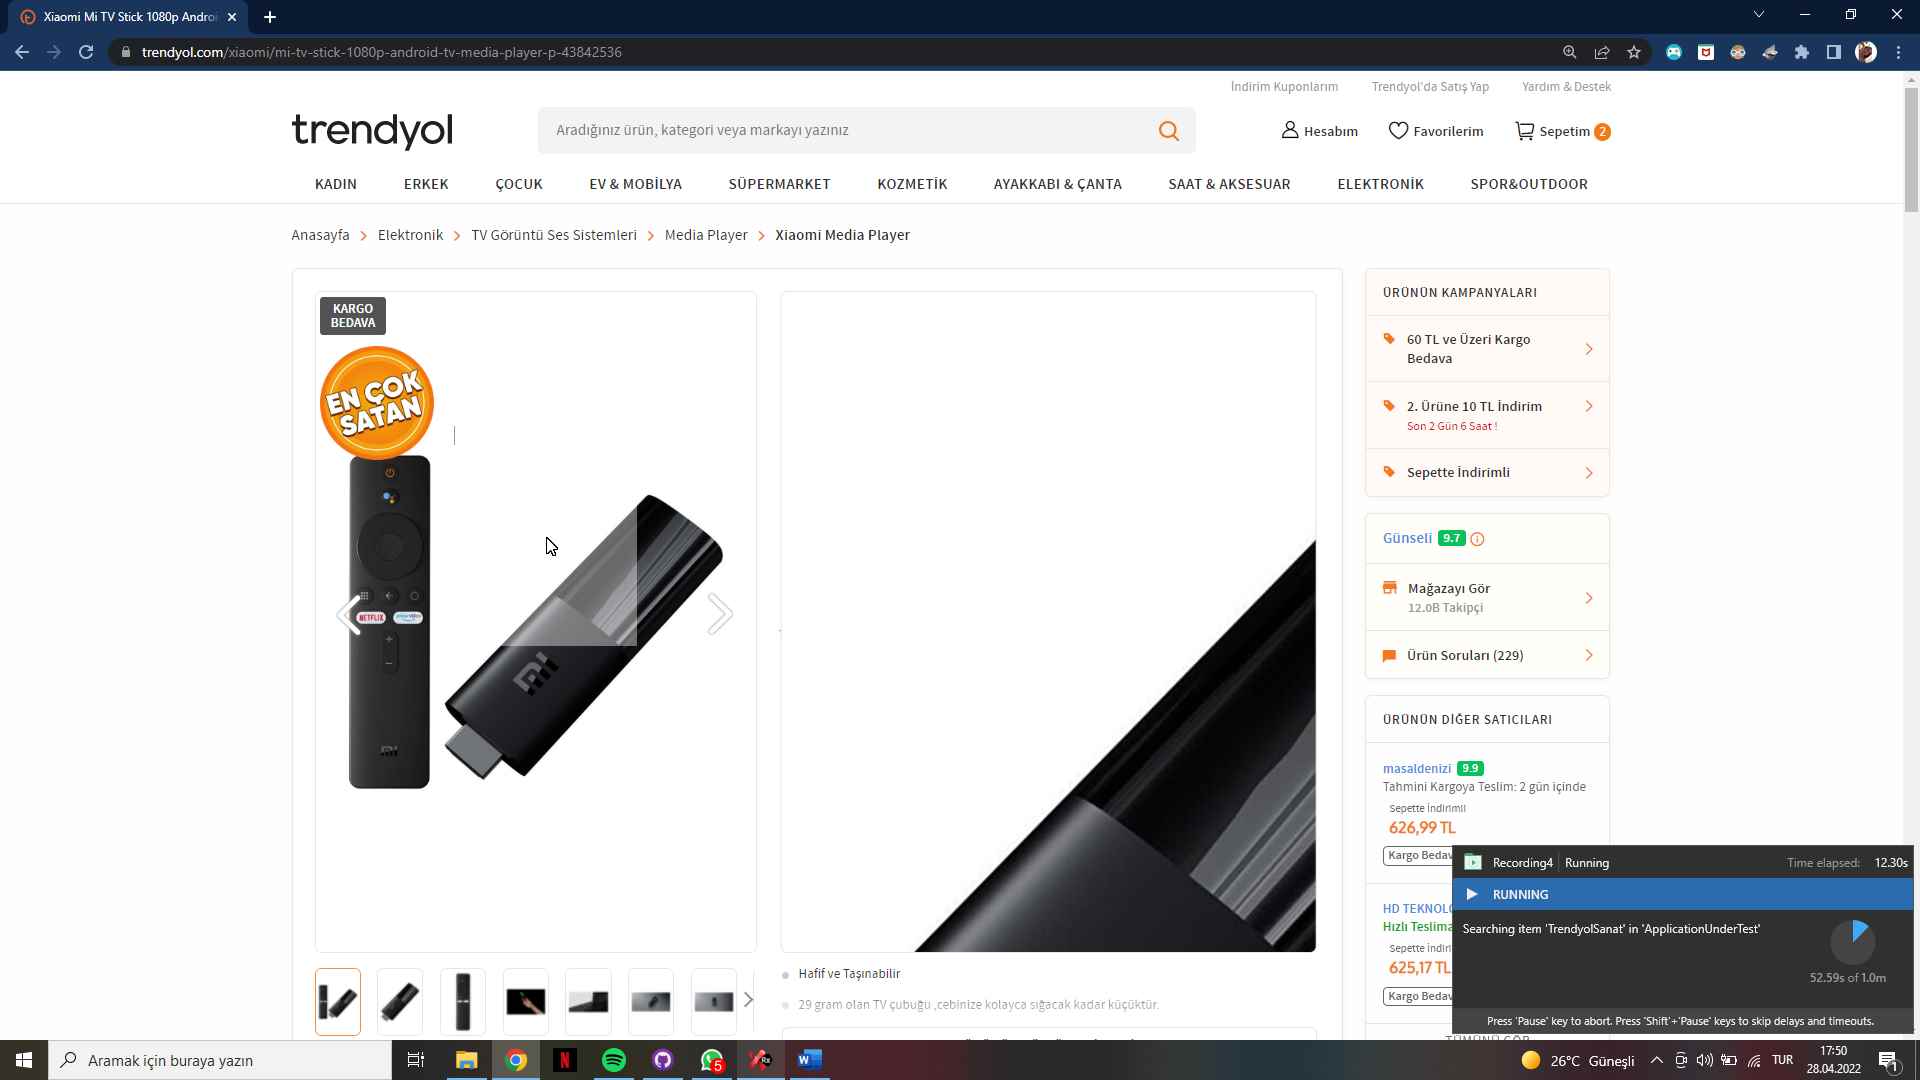 Xiaomi Mi TV Stick 1080p Androi
trendyol.com/xiaomi/mi-tv-stick-1080p-android-tv-media-player-p-43842536
İndirim Kuponlarım
Trendyol'da Satış Yap
Yardım & Destek
trendyol
Aradığınız ürün, kategori veya markayı yazınız
Hesabım
Favorilerim
Sepetim 2
KADIN
ERKEK
ÇOCUK
EV & MOBİLYA
SÜPERMARKET
KOZMETİK
AYAKKABI & ÇANTA
SAAT & AKSESUAR
ELEKTRONİK
SPOR&OUTDOOR
Anasayfa
Elektronik
TV Görüntü Ses Sistemleri
Media Player
Xiaomi Media Player
KARGO
BEDAVA
EN ÇOK
SATAN
NETFLIX
prime video
mi
mi
ÜRÜNÜN KAMPANYALARI
60 TL ve Üzeri Kargo
Bedava
2. Ürüne 10 TL İndirim
Son 2 Gün 6 Saat !
Sepette İndirimli
Günseli 9.7
Mağazayı Gör
12.0B Takipçi
Ürün Soruları (229)
ÜRÜNÜN DİĞER SATICILARI
masaldenizi 9.9
Tahmini Kargoya Teslim: 2 gün içinde
Sepette İndirimli
626,99 TL
Kargo Bedav
HD TEKNOLO
Hızlı Teslima
Sepette İndiri
625,17 TL
Kargo Bedav
Hafif ve Taşınabilir
29 gram olan TV çubuğu ,cebinize kolayca sığacak kadar küçüktür.
Recording4
Running
Time elapsed: 12.30s
RUNNING
Searching item 'TrendyolSanat' in 'ApplicationUnderTest'
52.59s of 1.0m
Press 'Pause' key to abort. Press 'Shift'+'Pause' keys to skip delays and timeouts.
Aramak için buraya yazın
N
5
Rx
W
26°C Güneşli
TUR
17:50
28.04.2022
1